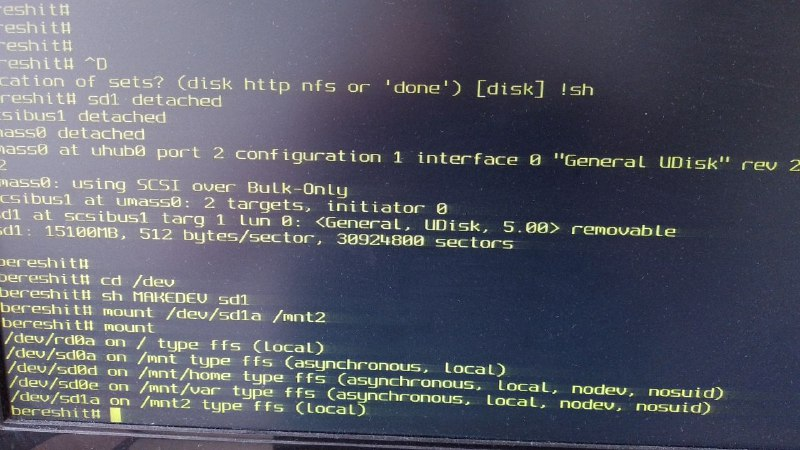 reshit#
reshit#
reshit#
reshit# ^D
cation of sets? (disk http nfs or 'done') [disk] !sh
reshit# sd1 detached
csibus1 detached
mass0 detached
mass0 at uhub0 port 2 configuration 1 interface 0 "General UDisk" rev 2
2
mass0: using SCSI over Bulk-Only
csibus1 at umass0: 2 targets, initiator 0
sd1 at scsibus1 targ 1 lun 0: <General, UDisk, 5.00> removable
sd1: 15100MB, 512 bytes/sector, 30924800 sectors
bereshit#
bereshit# cd /dev
bereshit# sh MAKEDEV sd1
bereshit# mount /dev/sd1a /mnt2
bereshit# mount
/dev/rd0a on / type ffs (local)
/dev/sd0a on /mnt type ffs (asynchronous, local)
/dev/sd0d on /mnt/home type ffs (asynchronous, local, nodev, nosuid)
/dev/sd0e on /mnt/var type ffs (asynchronous, local, nodev, nosuid)
/dev/sd1a on /mnt2 type ffs (local)
bereshit#